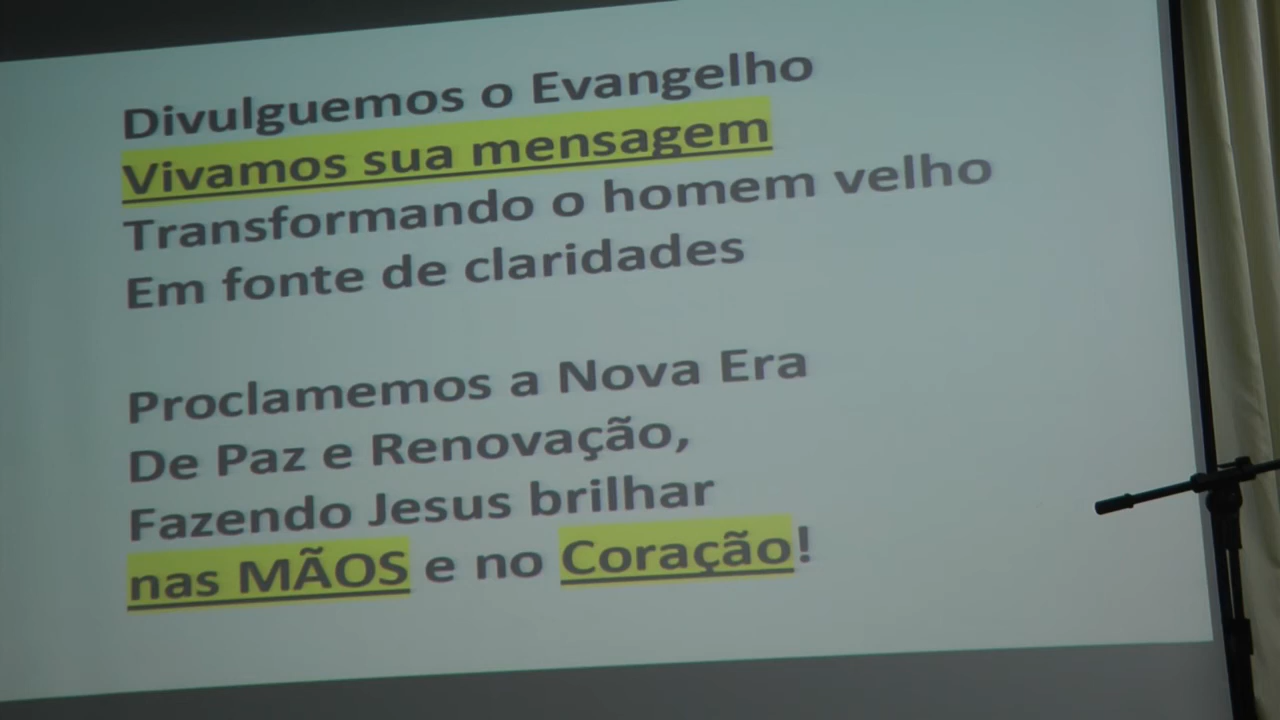 Divulguemos o Evangelho
Vivamos sua mensagem
Transformando o homem velho
Em fonte de claridades
Proclamemos a Nova Era
De Paz e Renovação,
Fazendo Jesus brilhar
nas MÃOS e no Coração!